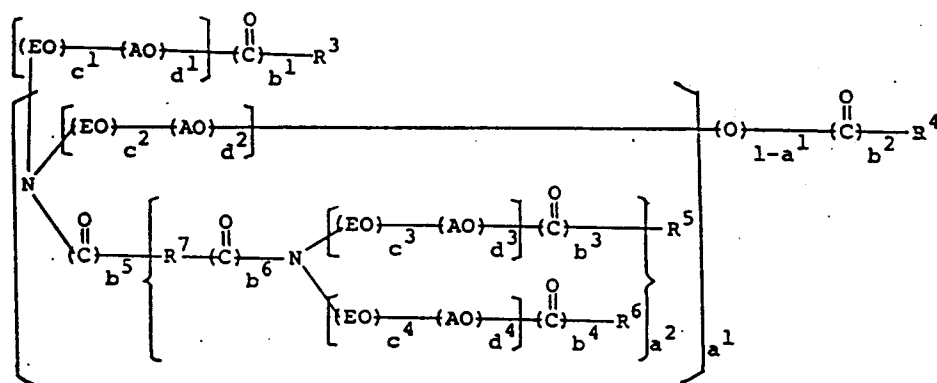 O
(EO) c1 (AO) d1 (C) b1 R3
O
(EO) c2 (AO) d2 (O) 1-a1 (C) b2 R4
N
O O O
(C) b5 R7 (C) b6 N (EO) c3 (AO) d3 (C) b3 R5
O
(EO) c4 (AO) d4 (C) b4 R6 a2 a1